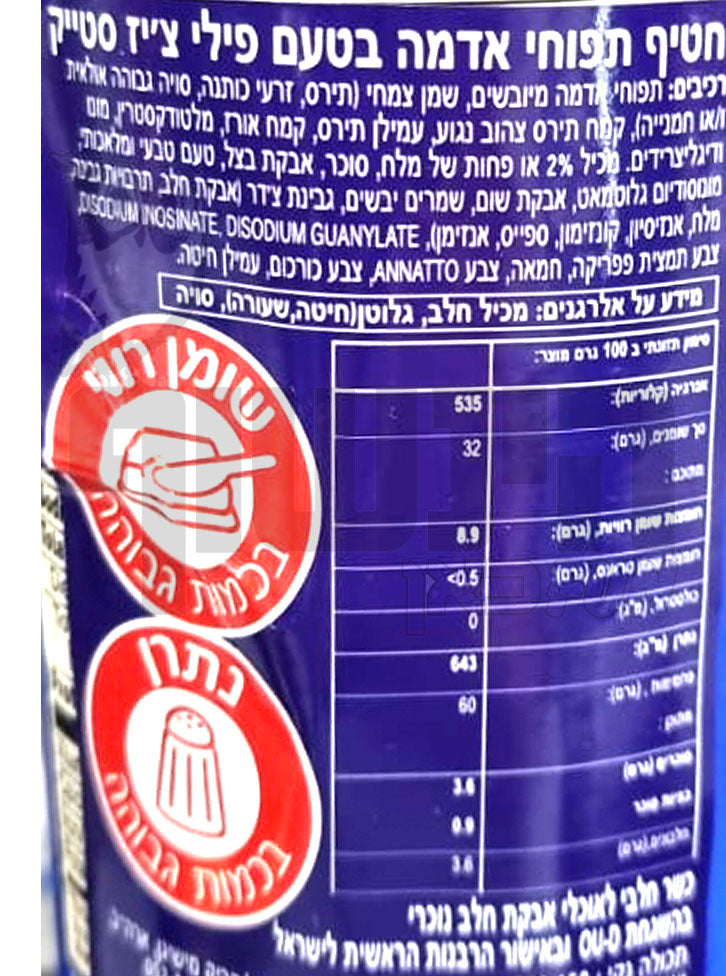 חטיף תפוחי אדמה בטעם פילי צ'יז סטייק
רכיבים: תפוחי אדמה מיובשים, שמן צמחי (תירס, זרעי כותנה, סויה גבוהה אולאית
ו/או חמנייה), קמח תירס צהוב נגוע, עמילן תירס, קמח אורז, מלטודקסטרין, מונו
ודיגליצרידים. מכיל 2% או פחות של מלח, סוכר, אבקת בצל, טעם טבעי ומלאכותי,
מונוסודיום גלוטמאט, אבקת שום, שמרים יבשים, גבינת צ'דר (אבקת חלב, תרבויות גבינה,
מלח, אנזימים), DISODIUM INOSINATE, DISODIUM GUANYLATE,
צבע תמצית פפריקה, חמאה, צבע ANNATTO, צבע כורכום, עמילן חיטה.
מידע על אלרגנים: מכיל חלב, גלוטן(חיטה,שעורה), סויה
סימון תזונתי ב 100 גרם מוצר:
אנרגיה (קלוריות): 535
סך שומנים, (גרם): 32
מתוכם:
חומצות שומן רוויות, (גרם): 8.9
חומצות שומן טראנס, (גרם): <0.5
כולסטרול, (מ"ג): 0
נתרן (מ"ג): 643
פחמימות, (גרם): 60
מתוכן:
סוכרים (גרם) 3.6
כפיות סוכר 0.9
חלבונים,(גרם) 3.6
שומן רווי
בכמות גבוהה
נתרן
בכמות גבוהה
כשר חלבי לאוכלי אבקת חלב נוכרי
בהשגחת OU-D ובאישור הרבנות הראשית לישראל